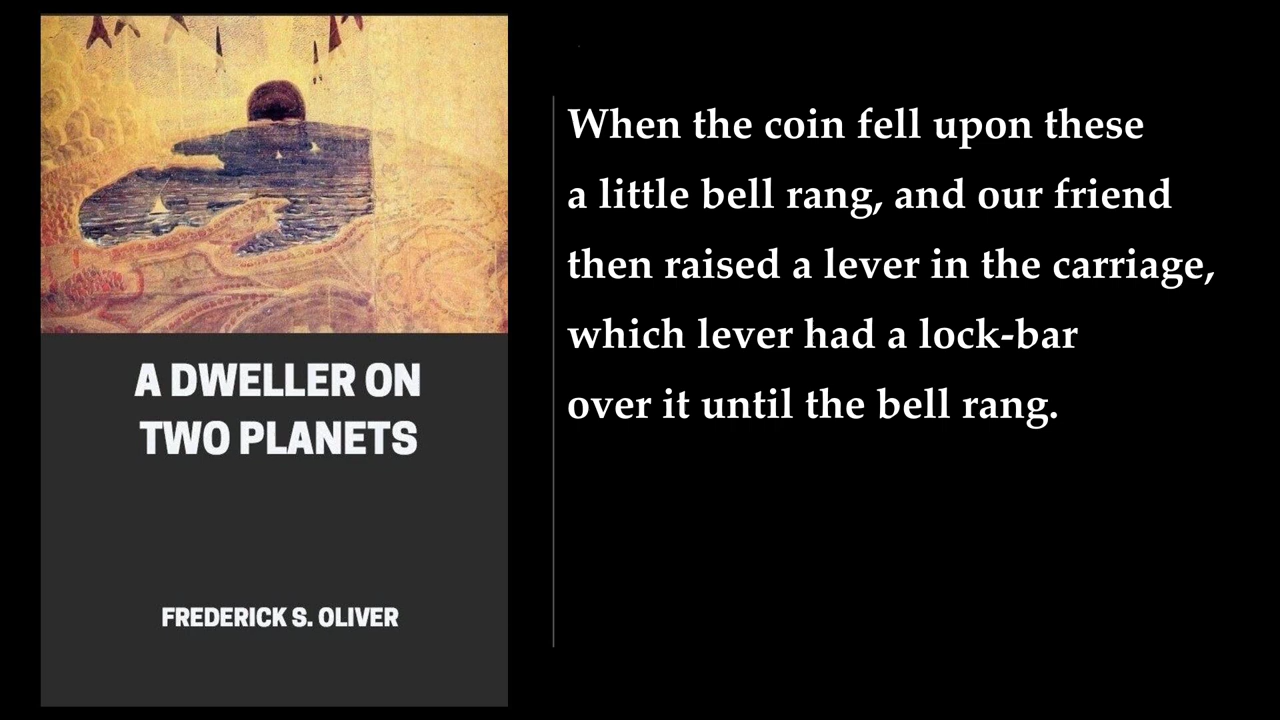 A DWELLER ON
TWO PLANETS
FREDERICK S. OLIVER
When the coin fell upon these
a little bell rang, and our friend
then raised a lever in the carriage,
which lever had a lock-bar
over it until the bell rang.